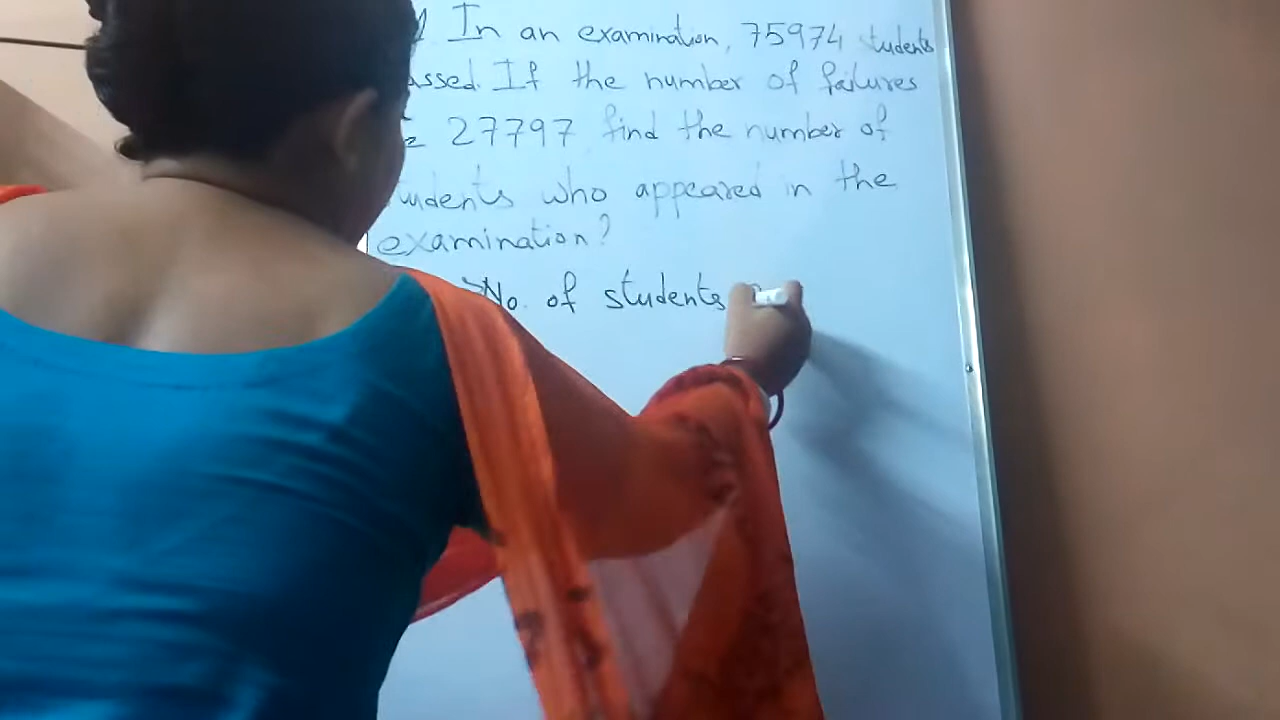 In an examination, 75974 students
passed. If the number of failures
27797 find the number of
students who appeared in the
examination?
No. of students